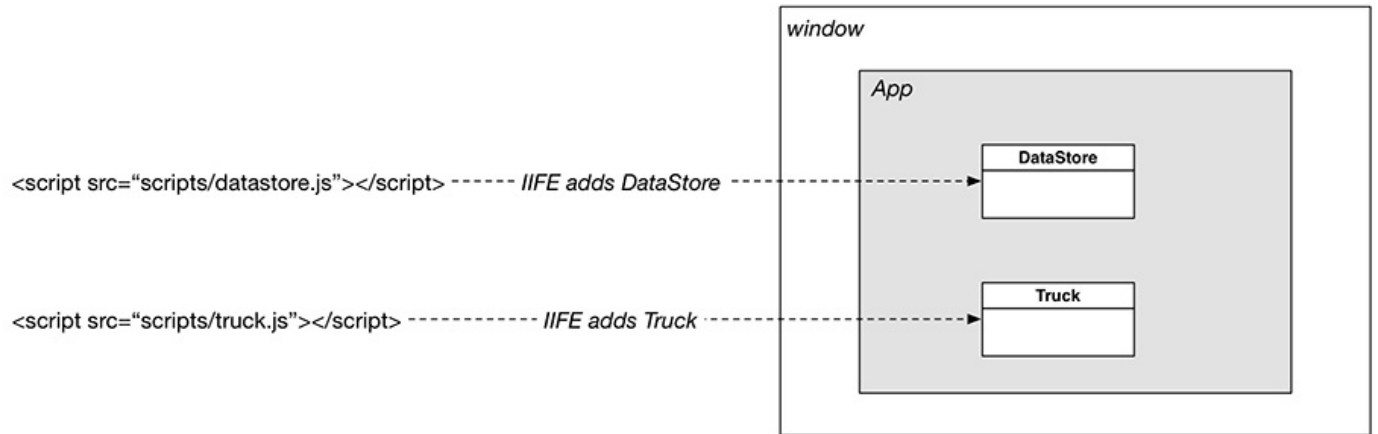 window
App
DataStore
<script src=“scripts/datastore.js”></script> IIFE adds DataStore
Truck
<script src=“scripts/truck.js”></script> IIFE adds Truck